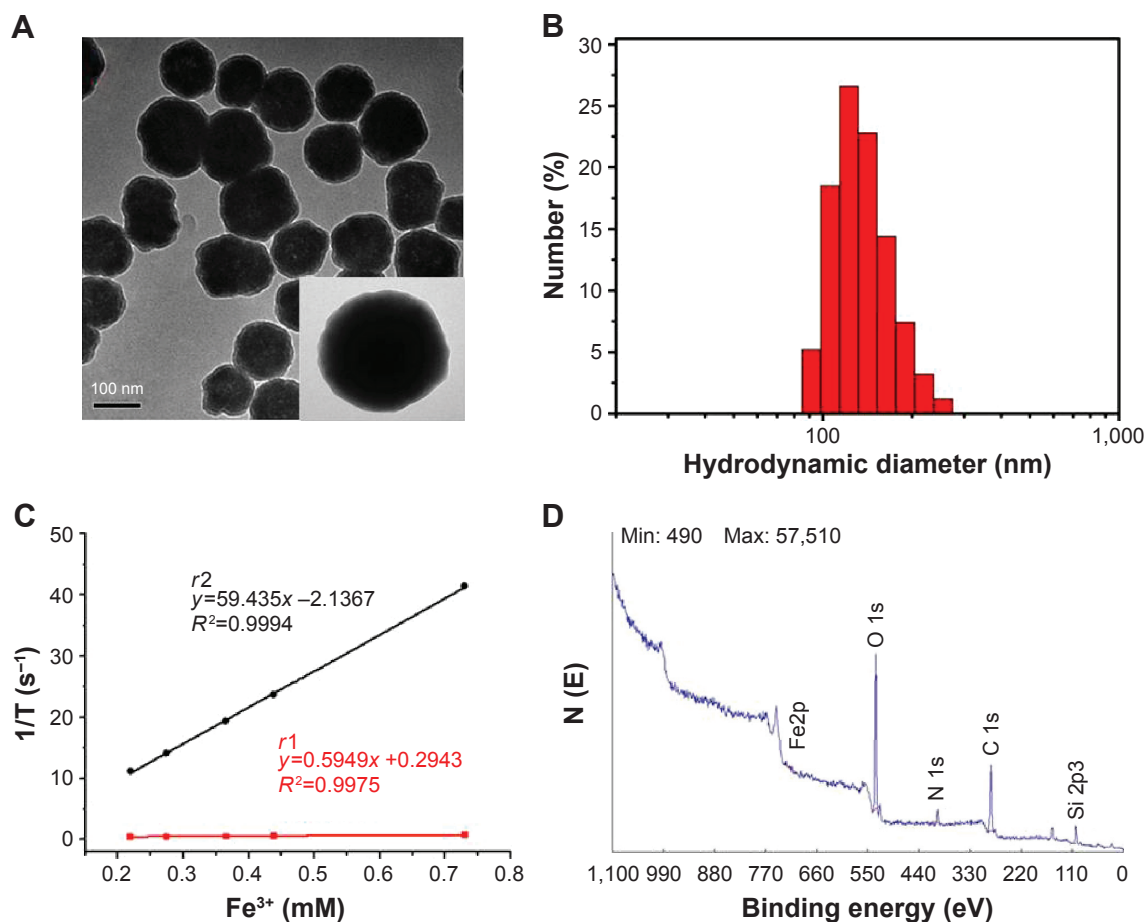 A
100 nm
B
30
25
20
15
10
5
0
Number (%)
100
1,000
Hydrodynamic diameter (nm)
C
50
40
30
20
10
0
1/T (s⁻¹)
r2
y=59.435x –2.1367
R²=0.9994
r1
y=0.5949x +0.2943
R²=0.9975
0.2
0.3
0.4
0.5
0.6
0.7
0.8
Fe³⁺ (mM)
D
Min: 490 Max: 57,510
N (E)
Fe2p
O 1s
N 1s
C 1s
Si 2p3
1,100 990 880 770 660 550 440 330 220 110 0
Binding energy (eV)